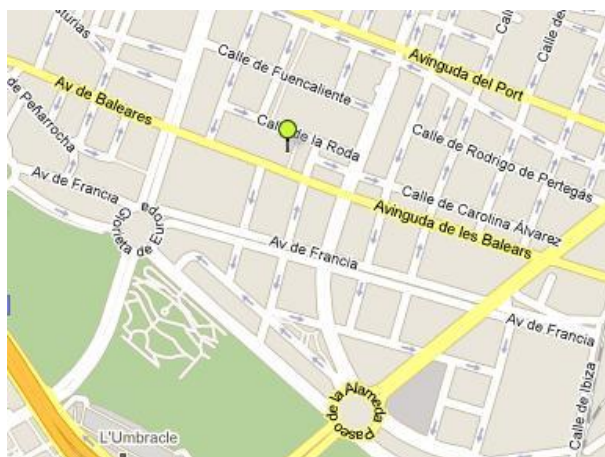 Calle de Fuencaliente
Avinguda del Port
Av de Baleares
Calle de la Roda
de Peñarrocha
Calle de Rodrigo de Pertegás
Av de Francia
Calle de Carolina Álvarez
Glorieta de Europa
Avinguda de les Balears
Av de Francia
Av de Francia
Paseo de la Alameda
Calle de Ibiza
L'Umbracle